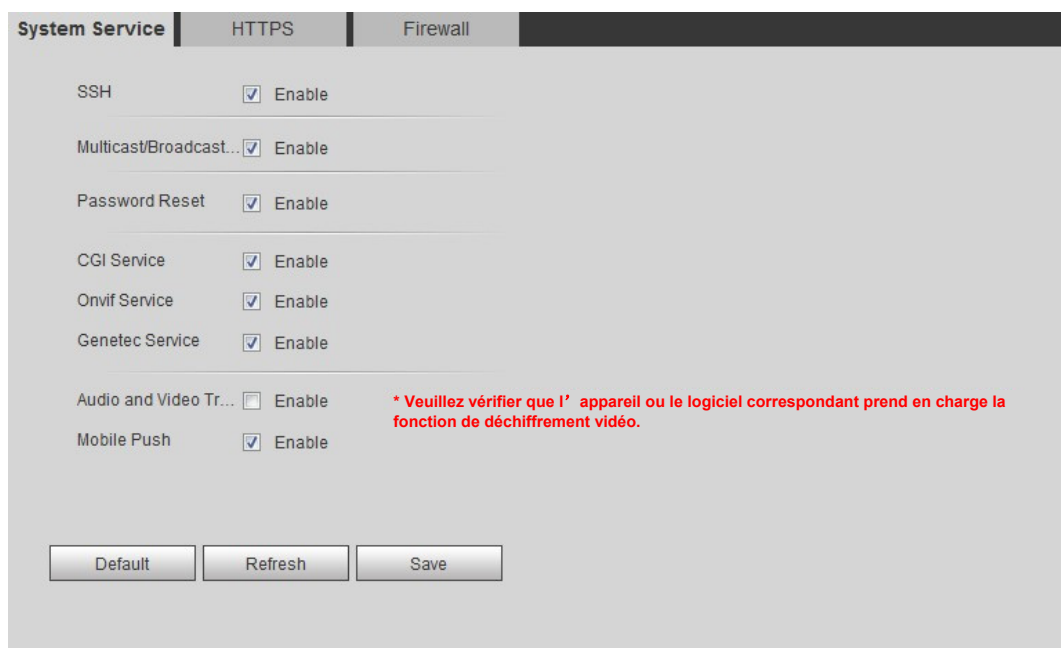 System Service HTTPS Firewall
SSH Enable
Multicast/Broadcast... Enable
Password Reset Enable
CGI Service Enable
Onvif Service Enable
Genetec Service Enable
Audio and Video Tr... Enable * Veuillez vérifier que l’ appareil ou le logiciel correspondant prend en charge la
fonction de déchiffrement vidéo.
Mobile Push Enable
Default Refresh Save